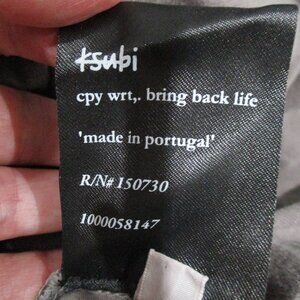 ksubi
cpy wrt,. bring back life
'made in portugal'
R/N# 150730
1000058147